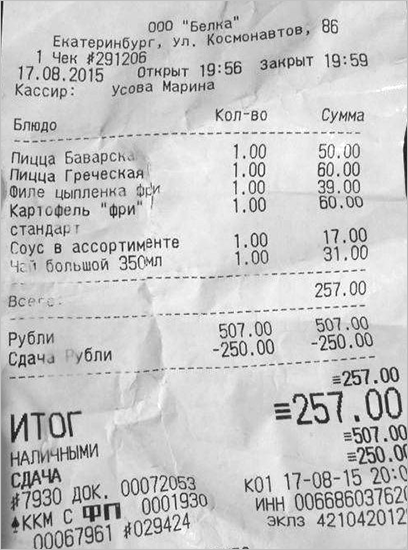 ООО "Белка"
Екатеринбург, ул. Космонавтов, 86
1 Чек #291206
17.08.2015 Открыт 19:56 Закрыт 19:59
Кассир: Усова Марина
Блюдо Кол-во Сумма
Пицца Баварска 1.00 50.00
Пицца Греческая 1.00 60.00
Филе цыпленка фри 1.00 39.00
Картофель "фри" 1.00 60.00
стандарт
Соус в ассортименте 1.00 17.00
Чай большой 350мл 1.00 31.00
Всего: 257.00
Рубли 507.00 507.00
Сдача Рубли -250.00 -250.00
≡257.00
ИТОГ ≡257.00
НАЛИЧНЫМИ ≡507.00
СДАЧА ≡250.0
#7930 ДОК. 00072053 К01 17-08-15 20:0
♠ККМ С ФП 0001930 ИНН 006686037620
00067961 #029424 ЭКЛЗ 421042012